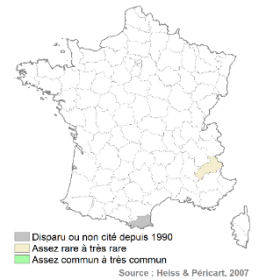 Disparu ou non cité depuis 1990
Assez rare à très rare
Assez commun à très commun
Source : Heiss & Péricart, 2007